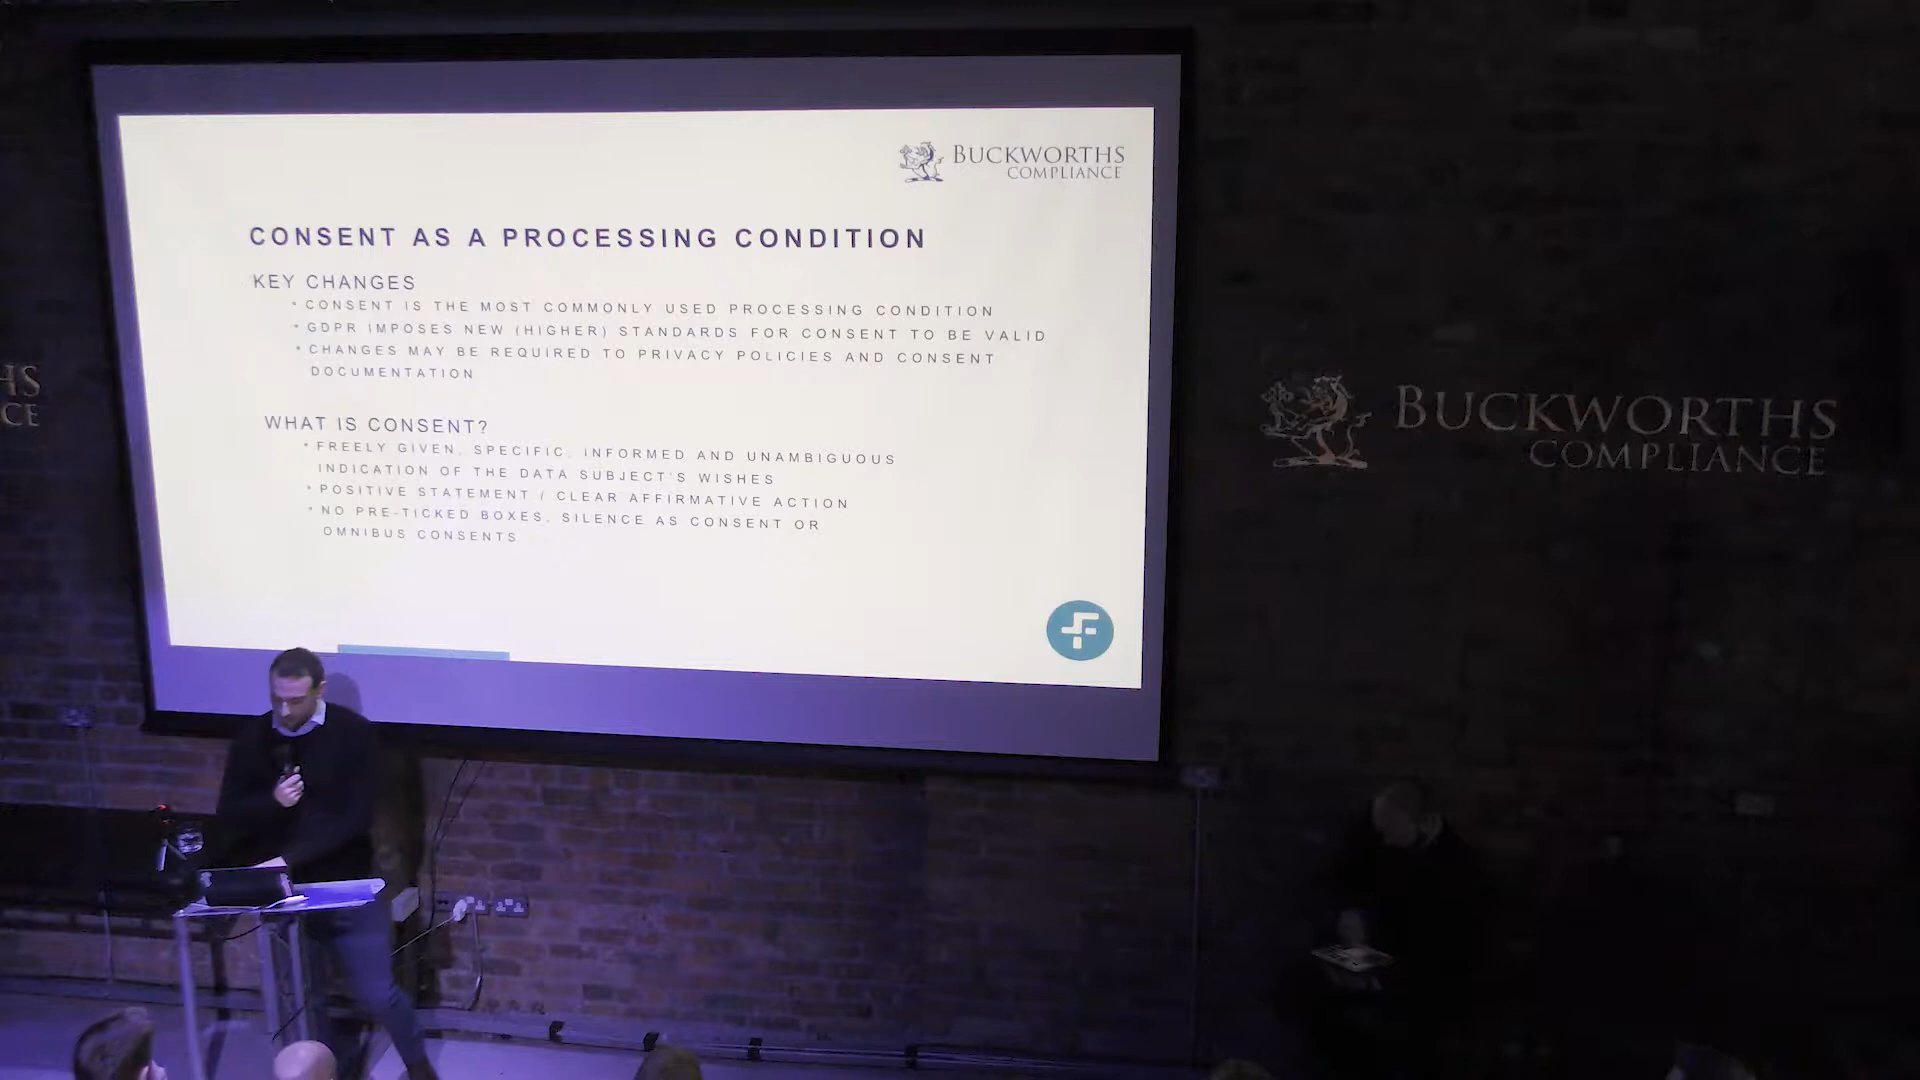 BUCKWORTHS
COMPLIANCE
CONSENT AS A PROCESSING CONDITION
KEY CHANGES
• CONSENT IS THE MOST COMMONLY USED PROCESSING CONDITION
• GDPR IMPOSES NEW (HIGHER) STANDARDS FOR CONSENT TO BE VALID
• CHANGES MAY BE REQUIRED TO PRIVACY POLICIES AND CONSENT
DOCUMENTATION
WHAT IS CONSENT?
• FREELY GIVEN, SPECIFIC, INFORMED AND UNAMBIGUOUS
INDICATION OF THE DATA SUBJECT'S WISHES
• POSITIVE STATEMENT / CLEAR AFFIRMATIVE ACTION
• NO PRE-TICKED BOXES, SILENCE AS CONSENT OR
OMNIBUS CONSENTS
HS
CE
BUCKWORTHS
COMPLIANCE